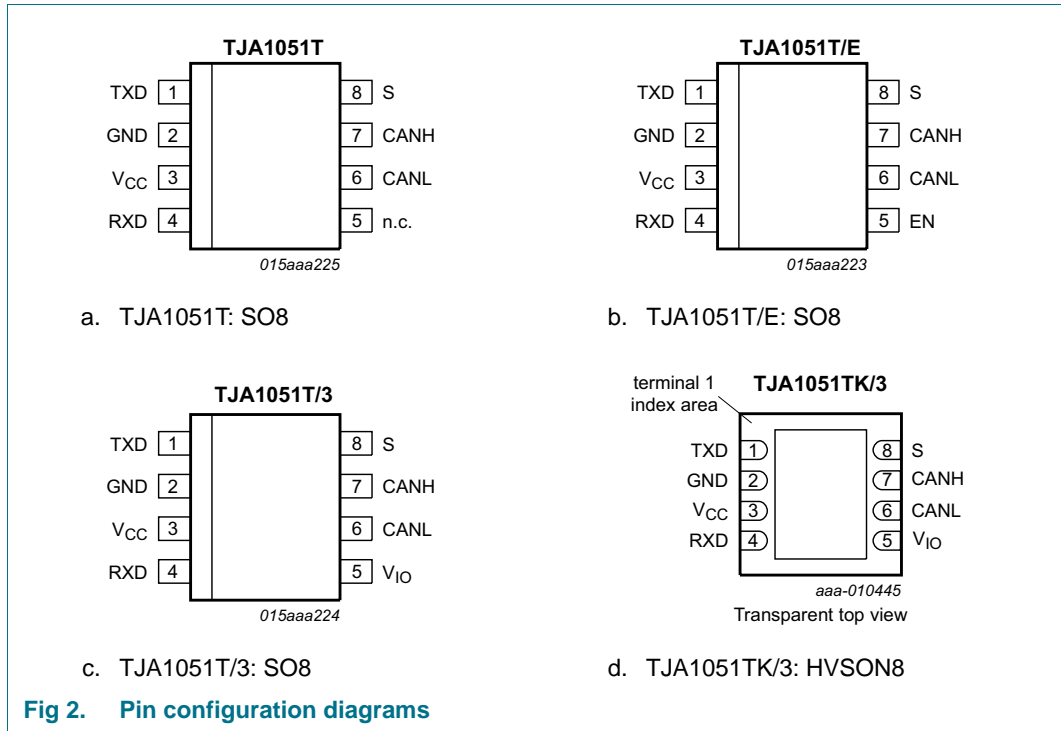 TJA1051T
TXD 1
GND 2
VCC 3
RXD 4
8 S
7 CANH
6 CANL
5 n.c.
015aaa225
a. TJA1051T: SO8
TJA1051T/E
TXD 1
GND 2
VCC 3
RXD 4
8 S
7 CANH
6 CANL
5 EN
015aaa223
b. TJA1051T/E: SO8
TJA1051T/3
TXD 1
GND 2
VCC 3
RXD 4
8 S
7 CANH
6 CANL
5 VIO
015aaa224
c. TJA1051T/3: SO8
terminal 1
index area
TJA1051TK/3
TXD 1
GND 2
VCC 3
RXD 4
8 S
7 CANH
6 CANL
5 VIO
aaa-010445
Transparent top view
d. TJA1051TK/3: HVSON8
Fig 2. Pin configuration diagrams